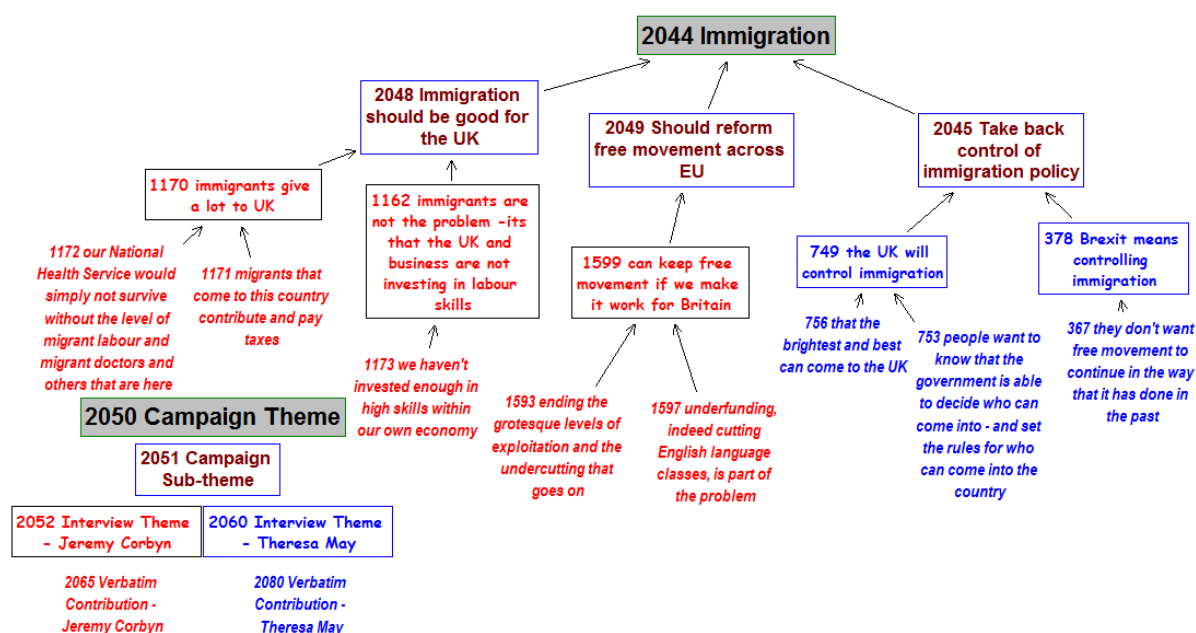 2044 Immigration
2048 Immigration
should be good for
the UK
2049 Should reform
free movement across
EU
2045 Take back
control of
immigration policy
1170 immigrants give
a lot to UK
1162 immigrants are
not the problem -its
that the UK and
business are not
investing in labour
skills
1599 can keep free
movement if we make
it work for Britain
749 the UK will
control immigration
378 Brexit means
controlling
immigration
1172 our National
Health Service would
simply not survive
without the level of
migrant labour and
migrant doctors and
others that are here
1171 migrants that
come to this country
contribute and pay
taxes
1173 we haven't
invested enough in
high skills within
our own economy
1593 ending the
grotesque levels of
exploitation and the
undercutting that
goes on
1597 underfunding,
indeed cutting
English language
classes, is part of
the problem
756 that the
brightest and best
can come to the UK
753 people want to
know that the
government is able
to decide who can
come into - and set
the rules for who
can come into the
country
367 they don't want
free movement to
continue in the way
that it has done in
the past
2050 Campaign Theme
2051 Campaign
Sub-theme
2052 Interview Theme
- Jeremy Corbyn
2060 Interview Theme
- Theresa May
2065 Verbatim
Contribution -
Jeremy Corbyn
2080 Verbatim
Contribution -
Theresa May